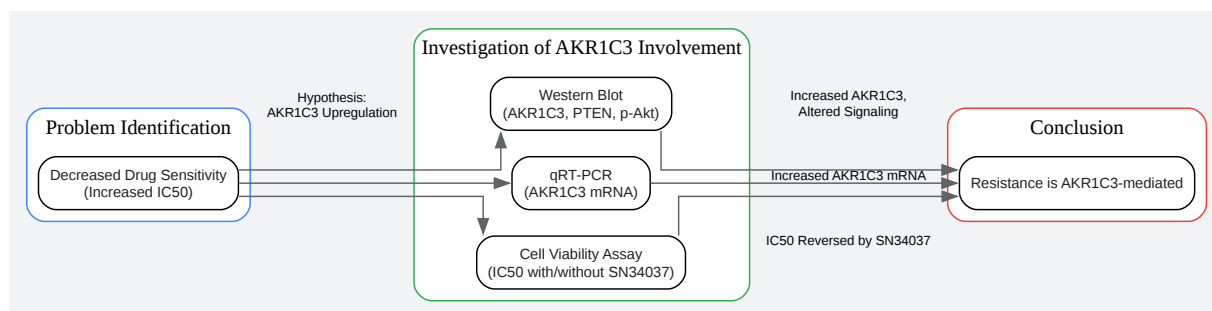 Problem Identification
Decreased Drug Sensitivity
(Increased IC50)
Hypothesis:
AKR1C3 Upregulation
Investigation of AKR1C3 Involvement
Western Blot
(AKR1C3, PTEN, p-Akt)
qRT-PCR
(AKR1C3 mRNA)
Cell Viability Assay
(IC50 with/without SN34037)
Increased AKR1C3,
Altered Signaling
Increased AKR1C3 mRNA
IC50 Reversed by SN34037
Conclusion
Resistance is AKR1C3-mediated